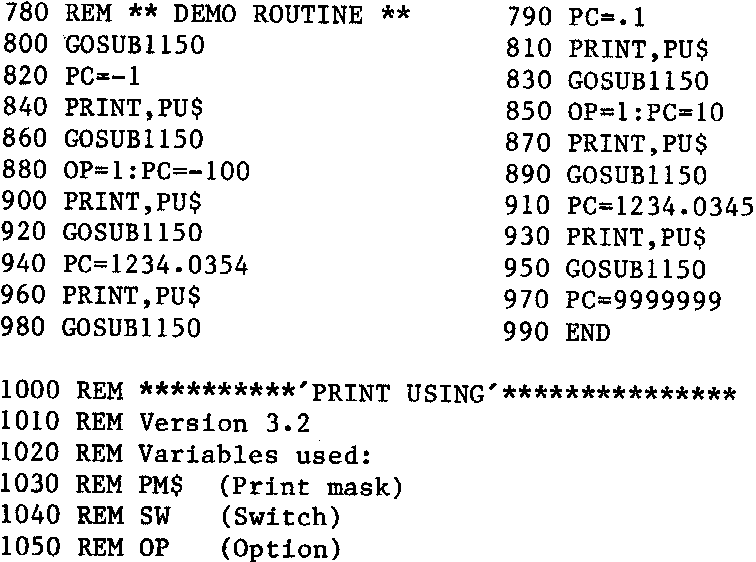 780 REM ** DEMO ROUTINE **
790 PC=.1
800 GOSUB1150
810 PRINT,PU$
820 PC=-1
830 GOSUB1150
840 PRINT,PU$
850 OP=1:PC=10
860 GOSUB1150
870 PRINT,PU$
880 OP=1:PC=-100
890 GOSUB1150
900 PRINT,PU$
910 PC=1234.0345
920 GOSUB1150
930 PRINT,PU$
940 PC=1234.0354
950 GOSUB1150
960 PRINT,PU$
970 PC=9999999
980 GOSUB1150
990 END
1000 REM **********'PRINT USING'***************
1010 REM Version 3.2
1020 REM Variables used:
1030 REM PM$ (Print mask)
1040 REM SW (Switch)
1050 REM OP (Option)